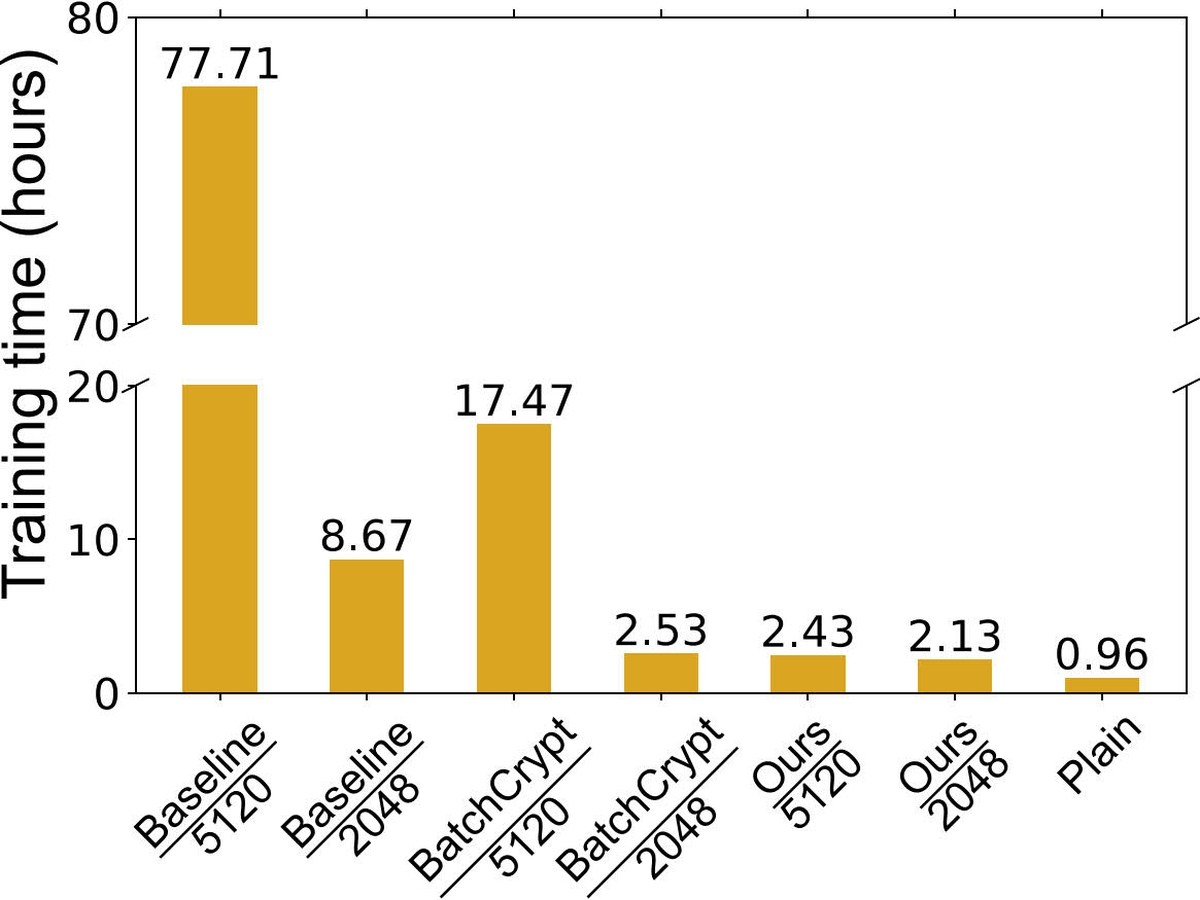 Training time (hours)
80
70
20
10
0
77.71
8.67
17.47
2.53
2.43
2.13
0.96
Baseline
5120
Baseline
2048
BatchCrypt
5120
BatchCrypt
2048
Ours
5120
Ours
2048
Plain